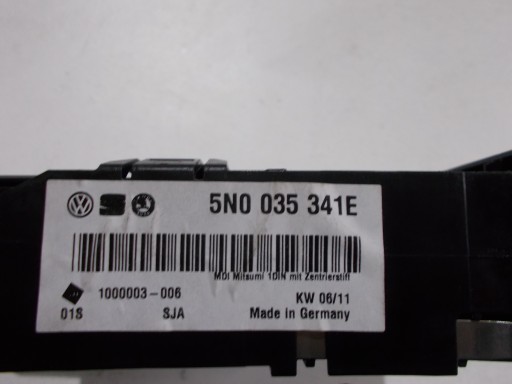 5N0 035 341E
MDI Mitsumi 1DIN mit Zentrierstift
1000003-006 KW 06/11
01S SJA Made in Germany